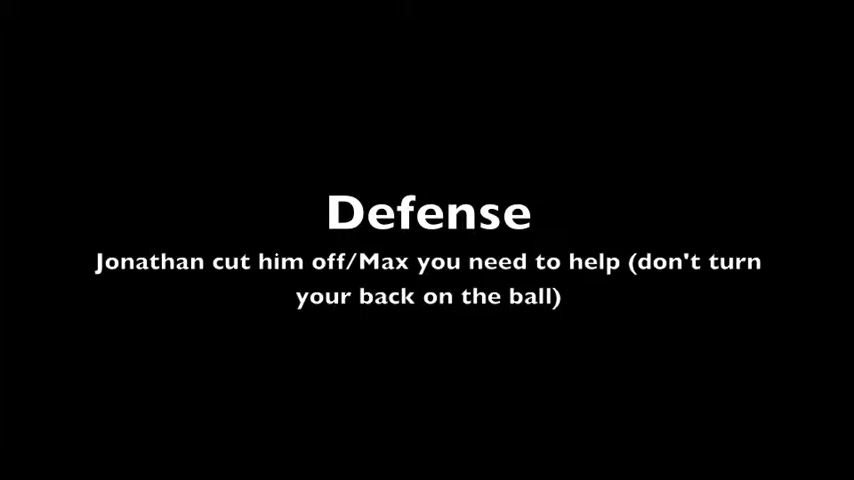 Defense
Jonathan cut him off/Max you need to help (don't turn
your back on the ball)